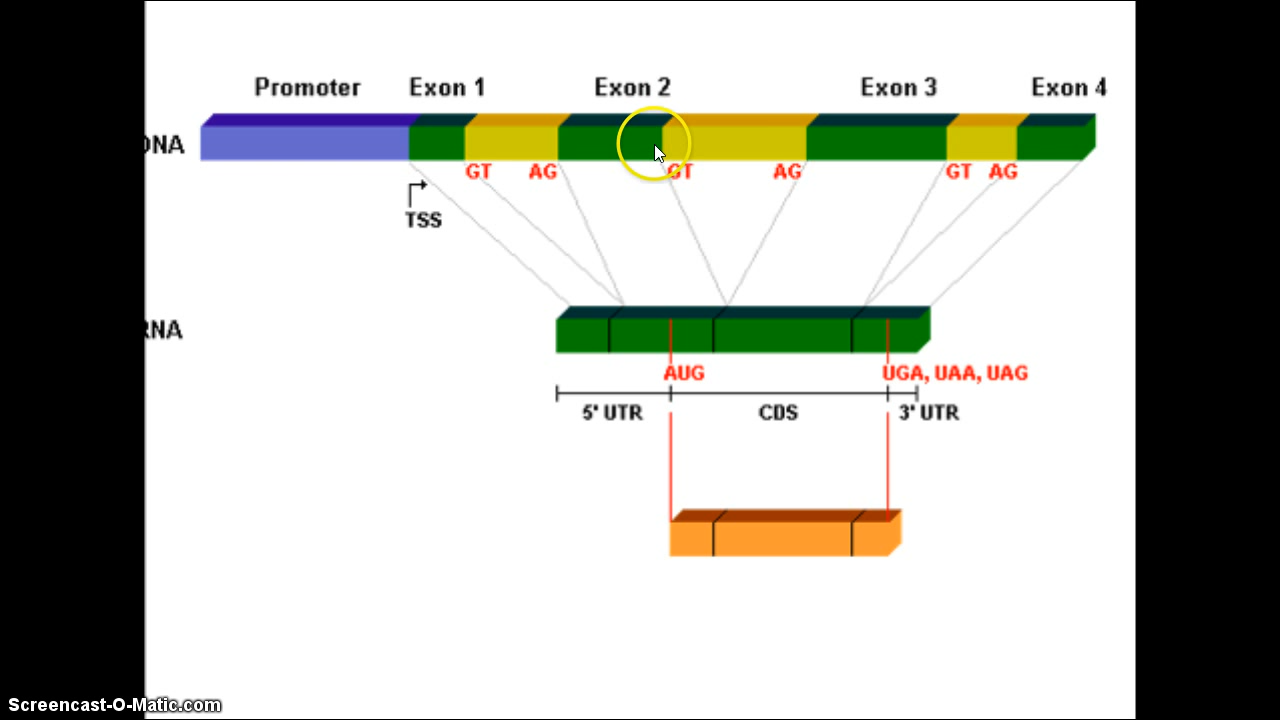 Promoter Exon 1 Exon 2 Exon 3 Exon 4
DNA
GT AG GT AG GT AG
TSS
RNA
AUG UGA, UAA, UAG
5' UTR CDS 3' UTR
Screencast-O-Matic.com